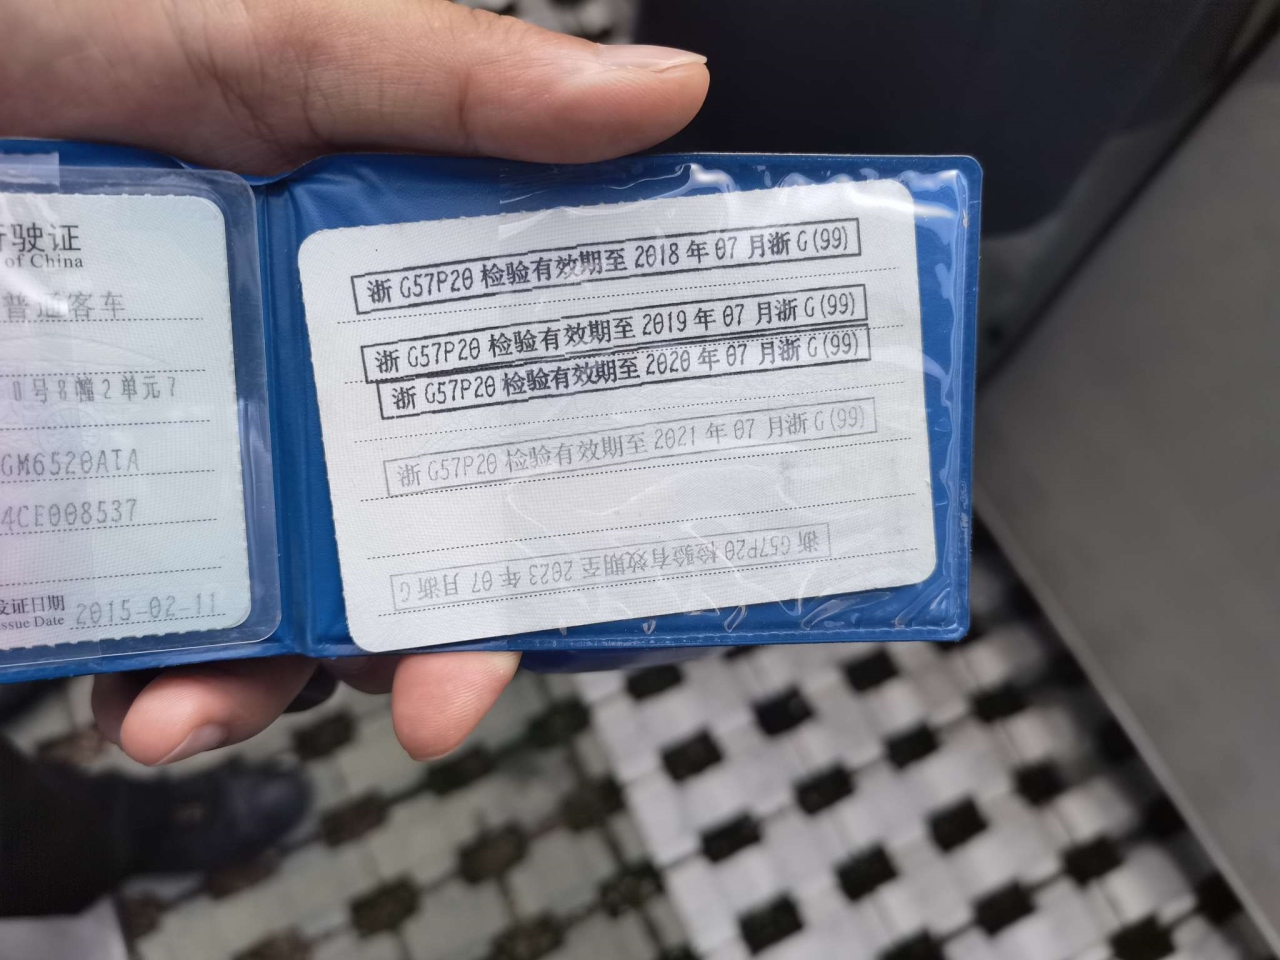 行驶证
of China
普通客车
0号8幢2单元7
GM6520ATA
4CE008537
发证日期
Issue Date
2015-02-11
浙G57P20检验有效期至2018年07月浙G(99)
浙G57P20检验有效期至2019年07月浙G(99)
浙G57P20检验有效期至2020年07月浙G(99)
浙G57P20检验有效期至2021年07月浙G(99)
浙G57P20检验有效期至2023年07月浙G